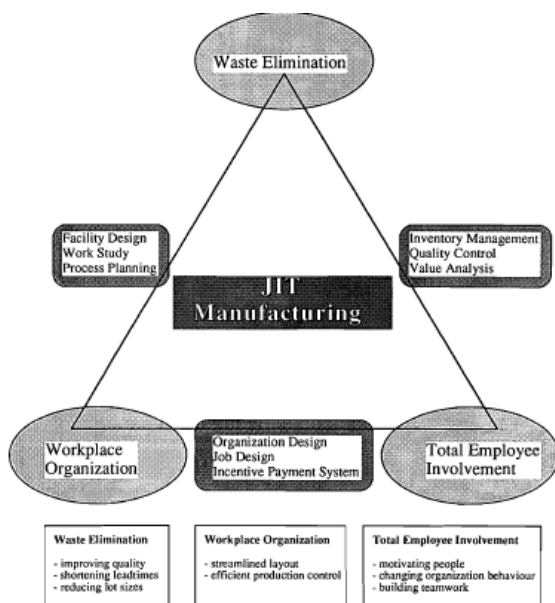 Waste Elimination
Facility Design
Work Study
Process Planning
Inventory Management
Quality Control
Value Analysis
JIT
Manufacturing
Workplace
Organization
Organization Design
Job Design
Incentive Payment System
Total Employee
Involvement
Waste Elimination
- improving quality
- shortening leadtimes
- reducing lot sizes
Workplace Organization
- streamlined layout
- efficient production control
Total Employee Involvement
- motivating people
- changing organization behaviour
- building teamwork